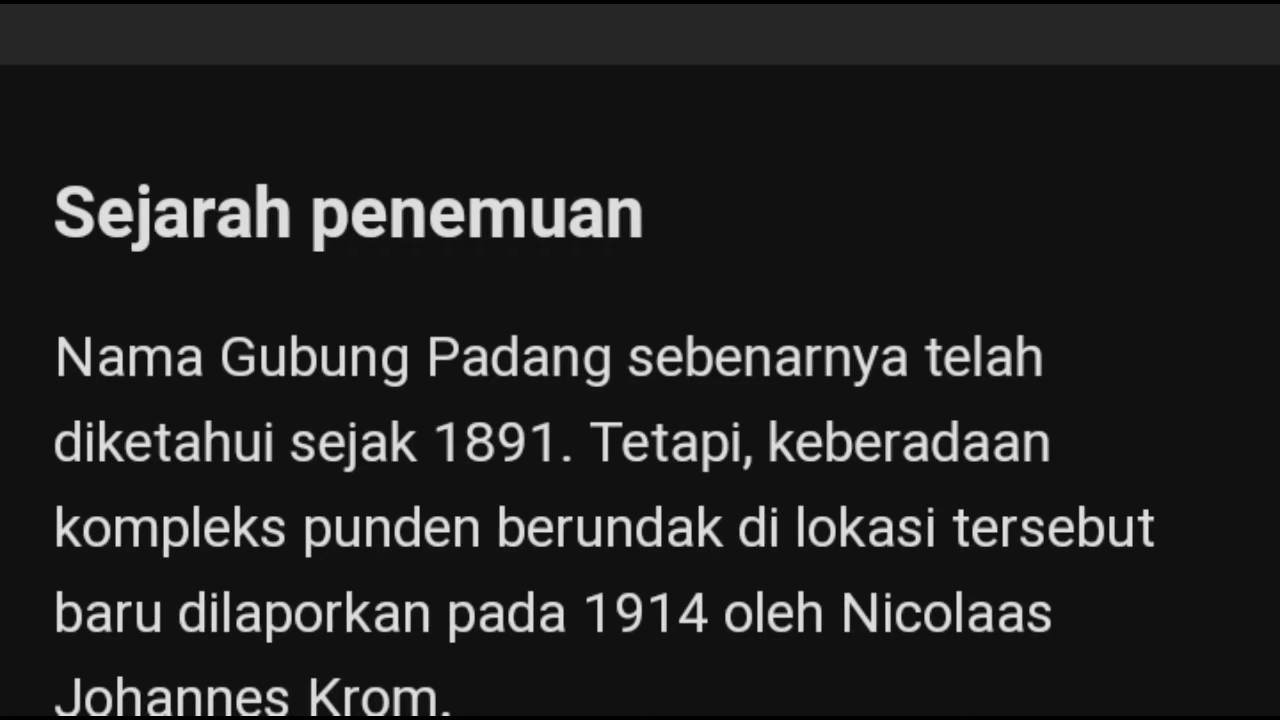 Sejarah penemuan
Nama Gubung Padang sebenarnya telah
diketahui sejak 1891. Tetapi, keberadaan
kompleks punden berundak di lokasi tersebut
baru dilaporkan pada 1914 oleh Nicolaas
Johannes Krom.